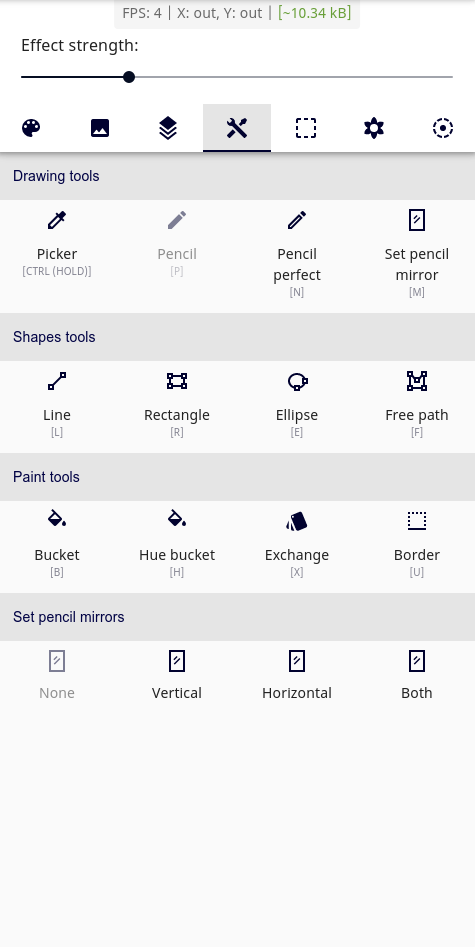 FPS: 4 | X: out, Y: out | [~10.34 kB]
Effect strength:
Drawing tools
Picker Pencil Pencil perfect Set pencil mirror
[CTRL (HOLD)] [P] [N] [M]
Shapes tools
Line Rectangle Ellipse Free path
[L] [R] [E] [F]
Paint tools
Bucket Hue bucket Exchange Border
[B] [H] [X] [U]
Set pencil mirrors
None Vertical Horizontal Both